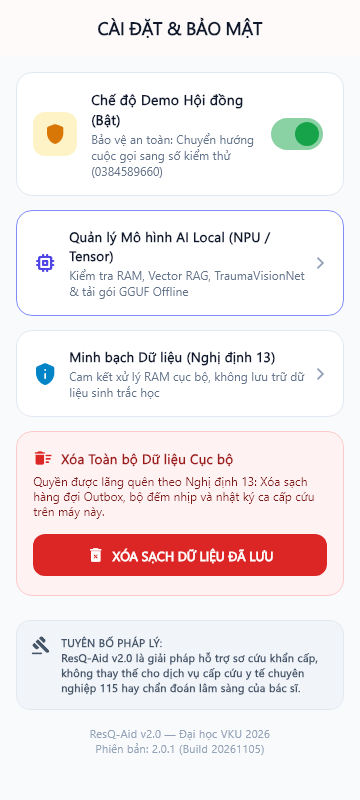 CÀI ĐẶT & BẢO MẬT
Chế độ Demo Hội đồng
(Bật)
Bảo vệ an toàn: Chuyển hướng
cuộc gọi sang số kiểm thử
(0384589660)
Quản lý Mô hình AI Local (NPU /
Tensor)
Kiểm tra RAM, Vector RAG, TraumaVisionNet
& tải gói GGUF Offline
Minh bạch Dữ liệu (Nghị định 13)
Cam kết xử lý RAM cục bộ, không lưu trữ dữ
liệu sinh trắc học
Xóa Toàn bộ Dữ liệu Cục bộ
Quyền được lãng quên theo Nghị định 13: Xóa sạch
hàng đợi Outbox, bộ đếm nhịp và nhật ký ca cấp cứu
trên máy này.
XÓA SẠCH DỮ LIỆU ĐÃ LƯU
TUYÊN BỐ PHÁP LÝ:
ResQ-Aid v2.0 là giải pháp hỗ trợ sơ cứu khẩn cấp,
không thay thế cho dịch vụ cấp cứu y tế chuyên
nghiệp 115 hay chẩn đoán lâm sàng của bác sĩ.
ResQ-Aid v2.0 — Đại học VKU 2026
Phiên bản: 2.0.1 (Build 20261105)